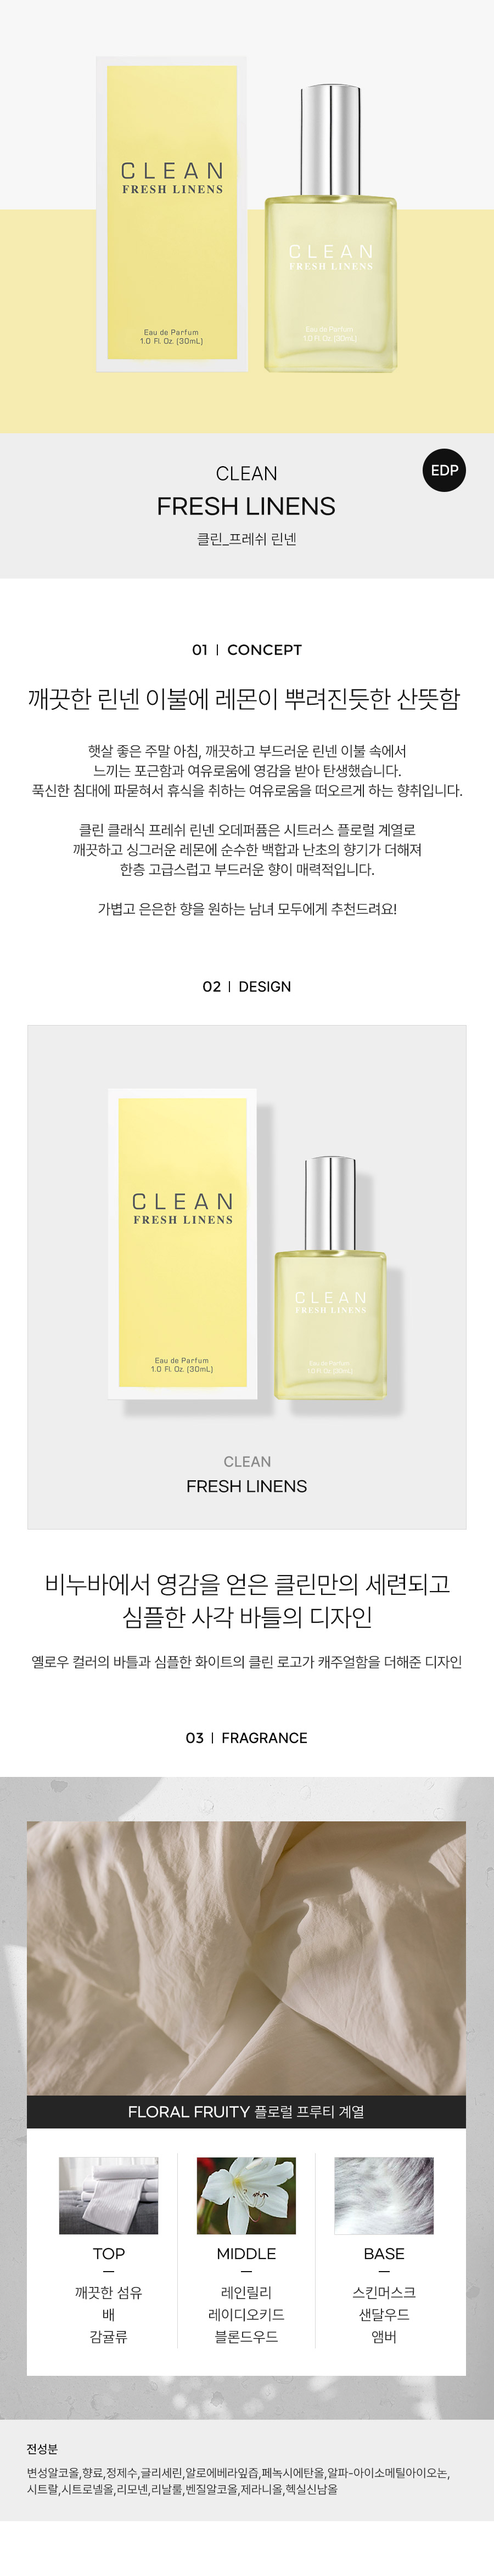 CLEAN
FRESH LINENS
Eau de Parfum
1.0 Fl. Oz. (30mL)
CLEAN
FRESH LINENS
Eau de Parfum
1.0 Fl. Oz. (30mL)
EDP
CLEAN
FRESH LINENS
클린_프레쉬 린넨
01 | CONCEPT
깨끗한 린넨 이불에 레몬이 뿌려진듯한 산뜻함
햇살 좋은 주말 아침, 깨끗하고 부드러운 린넨 이불 속에서
느끼는 포근함과 여유로움에 영감을 받아 탄생했습니다.
푹신한 침대에 파묻혀서 휴식을 취하는 여유로움을 떠오르게 하는 향취입니다.
클린 클래식 프레쉬 린넨 오데퍼퓸은 시트러스 플로럴 계열로
깨끗하고 싱그러운 레몬에 순수한 백합과 난초의 향기가 더해져
한층 고급스럽고 부드러운 향이 매력적입니다.
가볍고 은은한 향을 원하는 남녀 모두에게 추천드려요!
02 | DESIGN
CLEAN
FRESH LINENS
Eau de Parfum
1.0 Fl. Oz. (30mL)
CLEAN
FRESH LINENS
Eau de Parfum
1.0 Fl. Oz. (30mL)
CLEAN
FRESH LINENS
비누바에서 영감을 얻은 클린만의 세련되고
심플한 사각 바틀의 디자인
옐로우 컬러의 바틀과 심플한 화이트의 클린 로고가 캐주얼함을 더해준 디자인
03 | FRAGRANCE
FLORAL FRUITY 플로럴 프루티 계열
TOP
깨끗한 섬유
배
감귤류
MIDDLE
레인릴리
레이디오키드
블론드우드
BASE
스킨머스크
샌달우드
앰버
전성분
변성알코올,향료,정제수,글리세린,알로에베라잎즙,페녹시에탄올,알파-아이소메틸아이오논,
시트랄,시트로넬올,리모넨,리날룰,벤질알코올,제라니올,헥실신남올